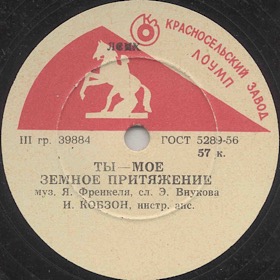 КЗ
КРАСНОСЕЛЬСКИЙ ЗАВОД
ЛОУМП
III гр. 39884
ГОСТ 5289-56
57 к.
ТЫ — МОЕ
ЗЕМНОЕ ПРИТЯЖЕНИЕ
муз. Я. Френкеля, сл. Э. Внукова
И. КОБЗОН, инстр. анс.